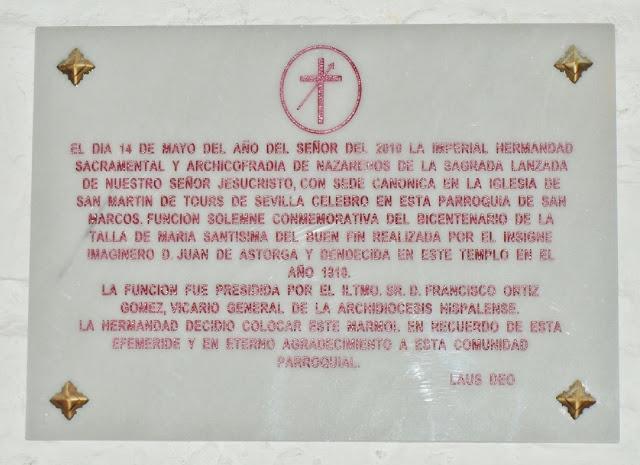 EL DIA 14 DE MAYO DEL AÑO DEL SEÑOR DEL 2010 LA IMPERIAL HERMANDAD
SACRAMENTAL Y ARCHICOFRADIA DE NAZARENOS DE LA SAGRADA LANZADA
DE NUESTRO SEÑOR JESUCRISTO, CON SEDE CANONICA EN LA IGLESIA DE
SAN MARTIN DE TOURS DE SEVILLA CELEBRO EN ESTA PARROQUIA DE SAN
MARCOS. FUNCION SOLEMNE CONMEMORATIVA DEL BICENTENARIO DE LA
TALLA DE MARIA SANTISIMA DEL BUEN FIN REALIZADA POR EL INSIGNE
IMAGINERO D. JUAN DE ASTORGA Y BENDECIDA EN ESTE TEMPLO EN EL
AÑO 1810.
LA FUNCION FUE PRESIDIDA POR EL ILTMO. SR. D. FRANCISCO ORTIZ
GOMEZ, VICARIO GENERAL DE LA ARCHIDIOCESIS HISPALENSE.
LA HERMANDAD DECIDIO COLOCAR ESTE MARMOL EN RECUERDO DE ESTA
EFEMERIDE Y EN ETERNO AGRADECIMIENTO A ESTA COMUNIDAD
PARROQUIAL.
LAUS DEO